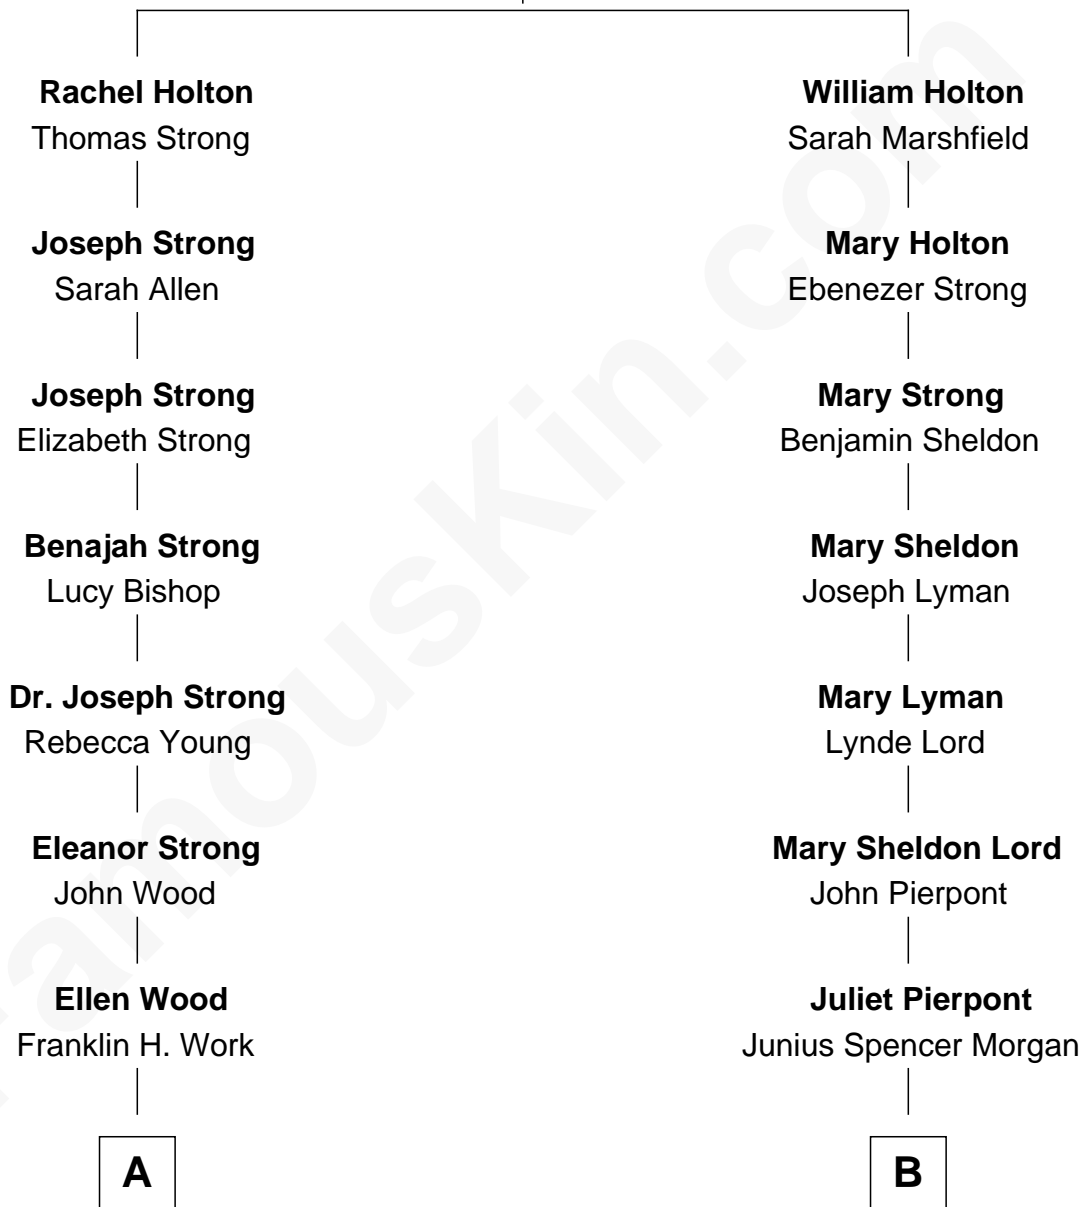 Rachel Holton
Thomas Strong
Joseph Strong
Sarah Allen
Joseph Strong
Elizabeth Strong
Benajah Strong
Lucy Bishop
Dr. Joseph Strong
Rebecca Young
Eleanor Strong
John Wood
Ellen Wood
Franklin H. Work
A
William Holton
Sarah Marshfield
Mary Holton
Ebenezer Strong
Mary Strong
Benjamin Sheldon
Mary Sheldon
Joseph Lyman
Mary Lyman
Lynde Lord
Mary Sheldon Lord
John Pierpont
Juliet Pierpont
Junius Spencer Morgan
B
FamousKin.com